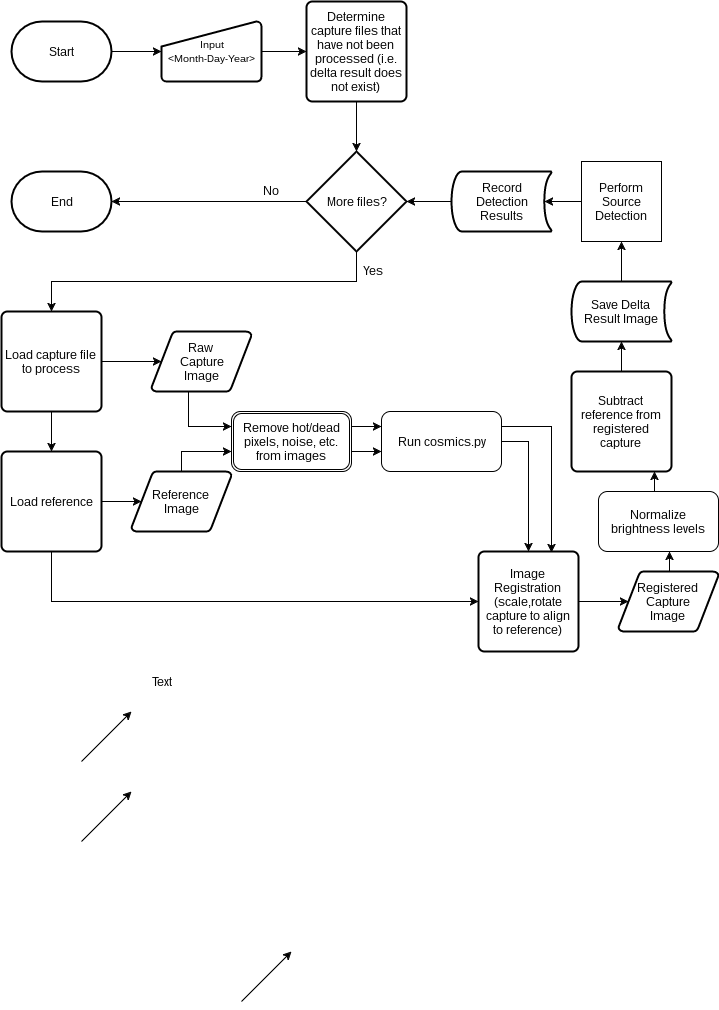 Start
Input
<Month-Day-Year>
Determine
capture files that
have not been
processed (i.e.
delta result does
not exist)
End
No
More files?
Record
Detection
Results
Perform
Source
Detection
Yes
Save Delta
Result Image
Load capture file
to process
Raw
Capture
Image
Subtract
reference from
registered
capture
Remove hot/dead
pixels, noise, etc.
from images
Run cosmics.py
Load reference
Reference
Image
Normalize
brightness levels
Image
Registration
(scale,rotate
capture to align
to reference)
Registered
Capture
Image
Text